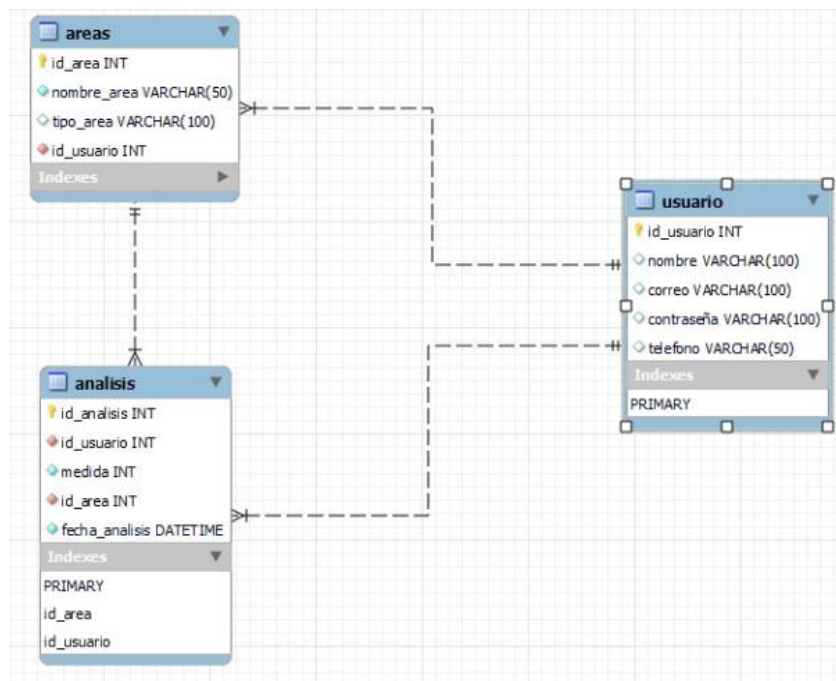 areas
id_area INT
nombre_area VARCHAR(50)
tipo_area VARCHAR(100)
id_usuario INT
Indexes
usuario
id_usuario INT
nombre VARCHAR(100)
correo VARCHAR(100)
contraseña VARCHAR(100)
telefono VARCHAR(50)
Indexes
PRIMARY
analisis
id_analisis INT
id_usuario INT
medida INT
id_area INT
fecha_analisis DATETIME
Indexes
PRIMARY
id_area
id_usuario